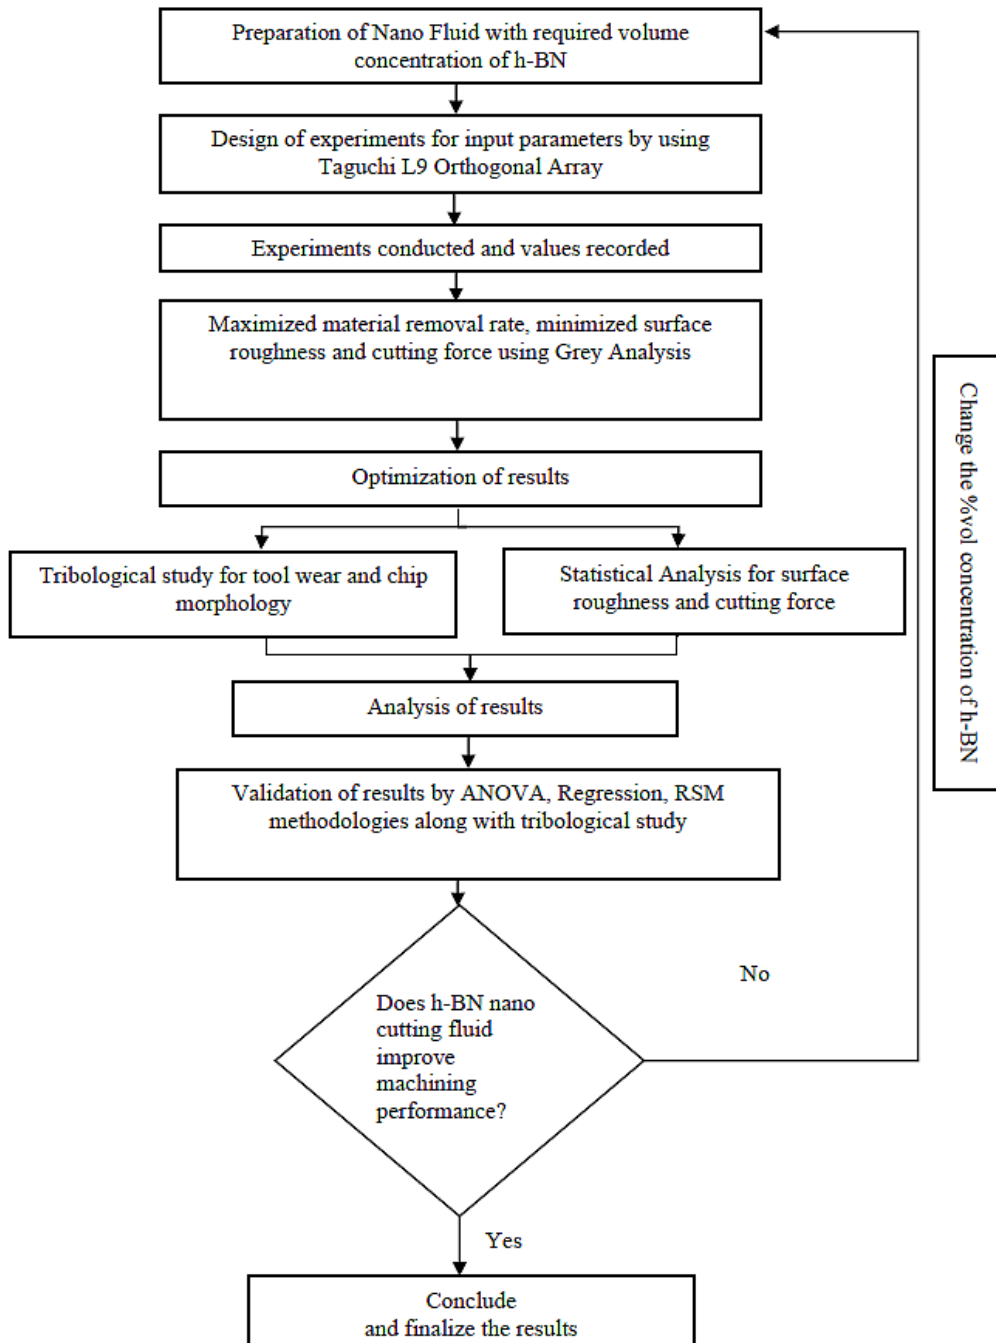 Preparation of Nano Fluid with required volume
concentration of h-BN
Design of experiments for input parameters by using
Taguchi L9 Orthogonal Array
Experiments conducted and values recorded
Maximized material removal rate, minimized surface
roughness and cutting force using Grey Analysis
Optimization of results
Tribological study for tool wear and chip
morphology
Statistical Analysis for surface
roughness and cutting force
Analysis of results
Validation of results by ANOVA, Regression, RSM
methodologies along with tribological study
Does h-BN nano
cutting fluid
improve
machining
performance?
No
Change the %vol concentration of h-BN
Yes
Conclude
and finalize the results